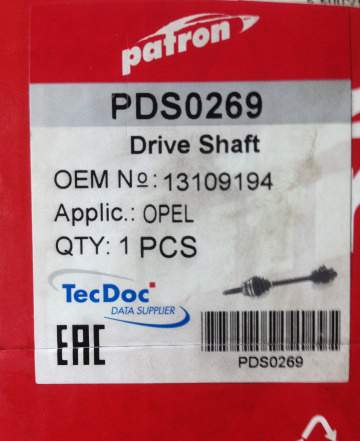 patron
PDS0269
Drive Shaft
OEM №: 13109194
Applic.: OPEL
QTY: 1 PCS
TecDoc
DATA SUPPLIER
EAC
PDS0269